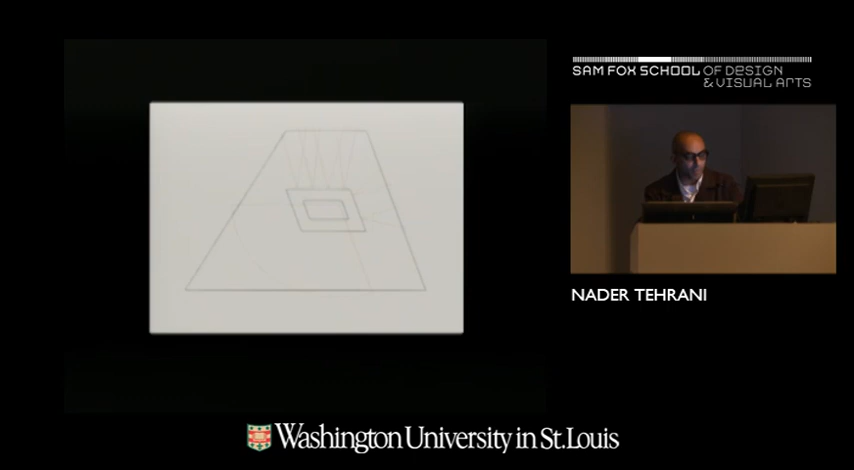 SAM FOX SCHOOL OF DESIGN
& VISUAL ARTS
NADER TEHRANI
Washington University in St. Louis